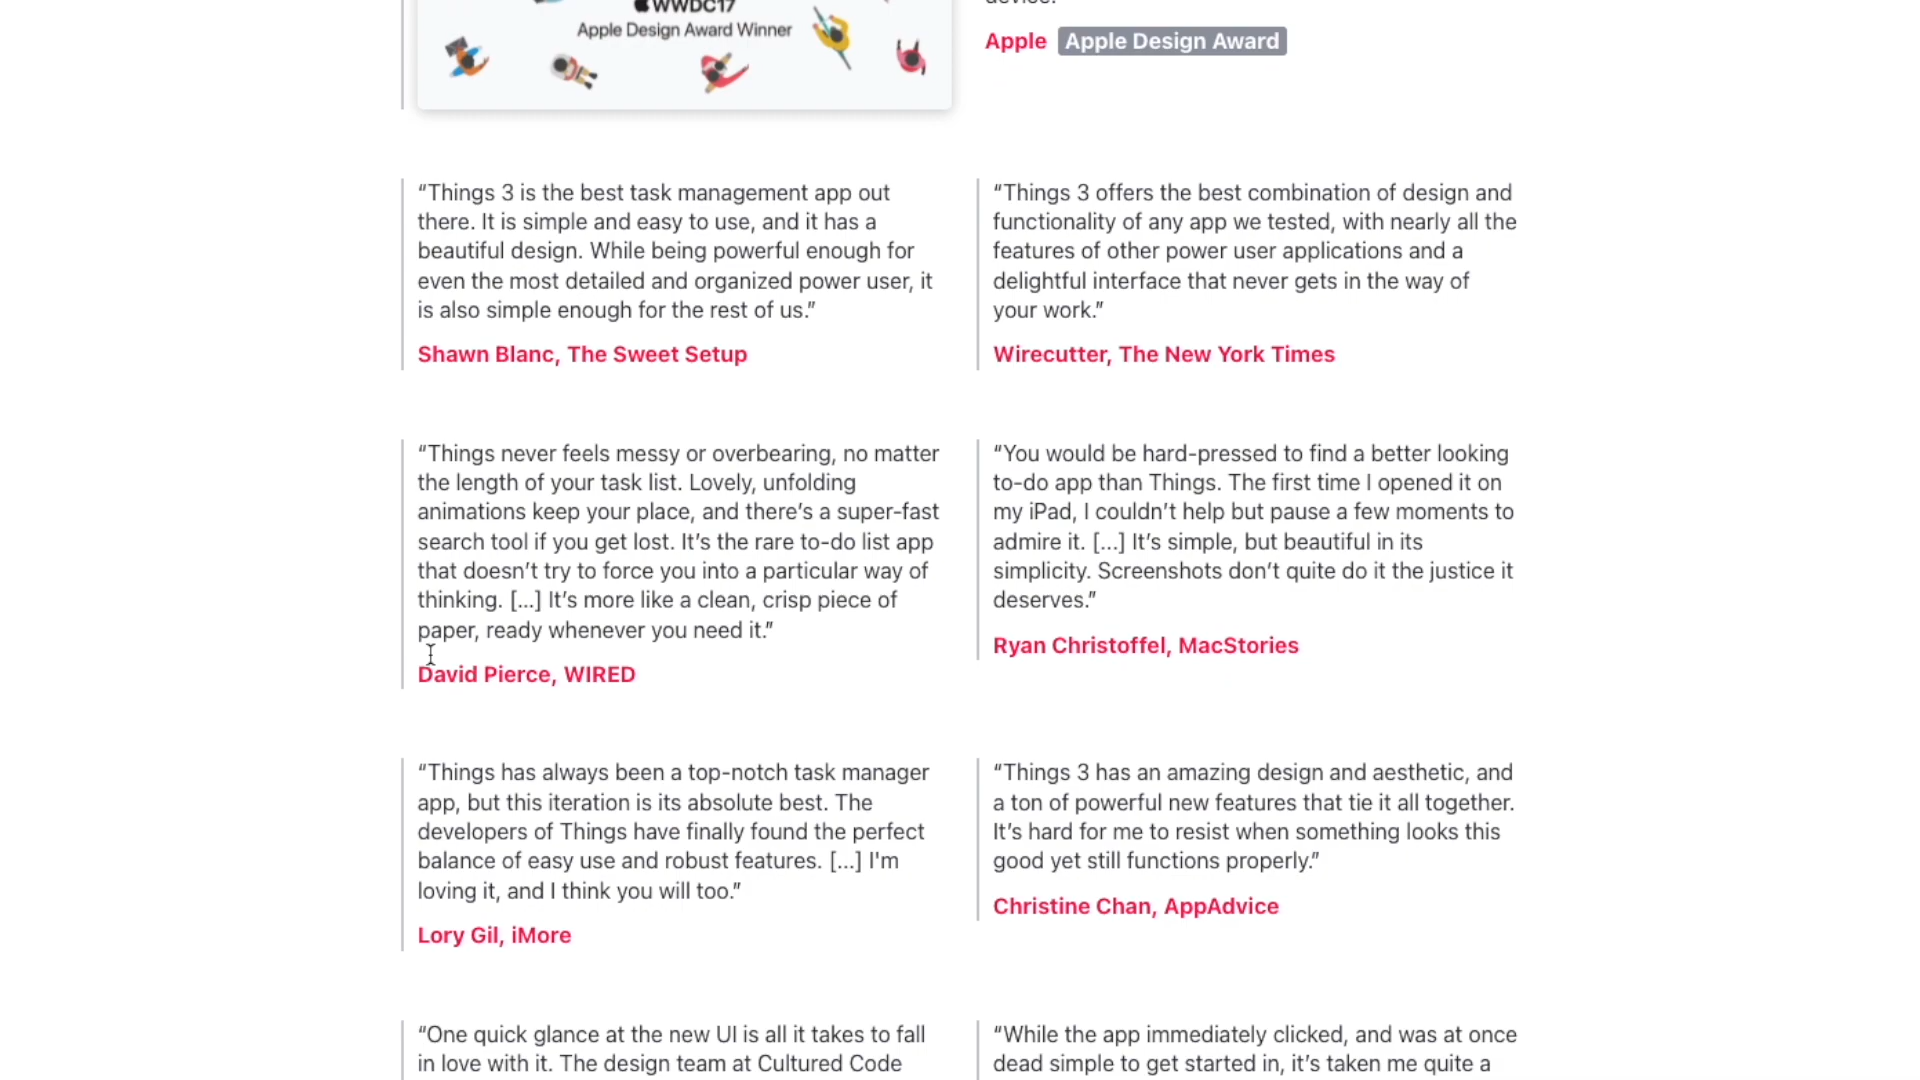 WWDC17
Apple Design Award Winner
device.”
Apple Apple Design Award
“Things 3 is the best task management app out
there. It is simple and easy to use, and it has a
beautiful design. While being powerful enough for
even the most detailed and organized power user, it
is also simple enough for the rest of us.”
Shawn Blanc, The Sweet Setup
“Things 3 offers the best combination of design and
functionality of any app we tested, with nearly all the
features of other power user applications and a
delightful interface that never gets in the way of
your work.”
Wirecutter, The New York Times
“Things never feels messy or overbearing, no matter
the length of your task list. Lovely, unfolding
animations keep your place, and there’s a super-fast
search tool if you get lost. It’s the rare to-do list app
that doesn’t try to force you into a particular way of
thinking. [...] It’s more like a clean, crisp piece of
paper, ready whenever you need it.”
David Pierce, WIRED
“You would be hard-pressed to find a better looking
to-do app than Things. The first time I opened it on
my iPad, I couldn’t help but pause a few moments to
admire it. [...] It’s simple, but beautiful in its
simplicity. Screenshots don’t quite do it the justice it
deserves.”
Ryan Christoffel, MacStories
“Things has always been a top-notch task manager
app, but this iteration is its absolute best. The
developers of Things have finally found the perfect
balance of easy use and robust features. [...] I'm
loving it, and I think you will too.”
Lory Gil, iMore
“Things 3 has an amazing design and aesthetic, and
a ton of powerful new features that tie it all together.
It’s hard for me to resist when something looks this
good yet still functions properly.”
Christine Chan, AppAdvice
“One quick glance at the new UI is all it takes to fall
in love with it. The design team at Cultured Code
“While the app immediately clicked, and was at once
dead simple to get started in, it’s taken me quite a